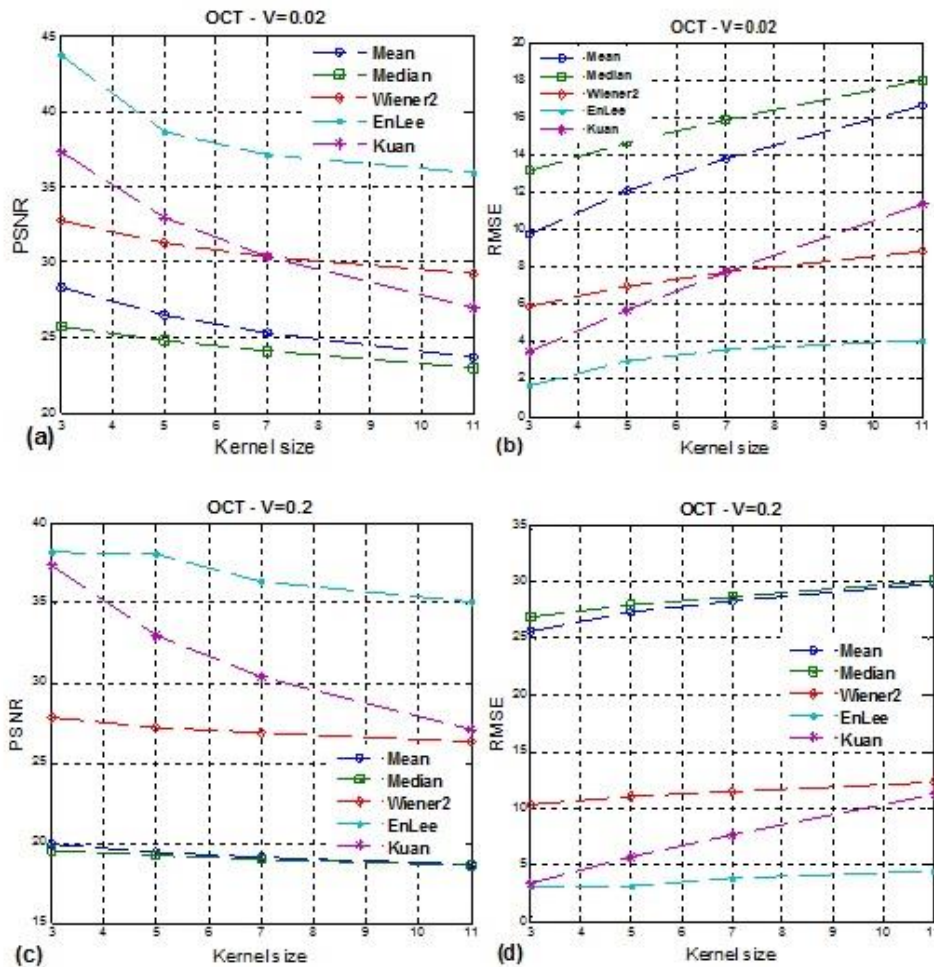 OCT - V=0.02
45
40
35
30
25
20
PSNR
3 4 5 6 7 8 9 10 11
Kernel size
Mean
Median
Wiener2
EnLee
Kuan
(a)
OCT - V=0.02
20
18
16
14
12
10
8
6
4
2
0
RMSE
3 4 5 6 7 8 9 10 11
Kernel size
Mean
Median
Wiener2
EnLee
Kuan
(b)
OCT - V=0.2
40
35
30
25
20
15
PSNR
3 4 5 6 7 8 9 10 11
Kernel size
Mean
Median
Wiener2
EnLee
Kuan
(c)
OCT - V=0.2
35
30
25
20
15
10
5
0
RMSE
3 4 5 6 7 8 9 10 11
Kernel size
Mean
Median
Wiener2
EnLee
Kuan
(d)